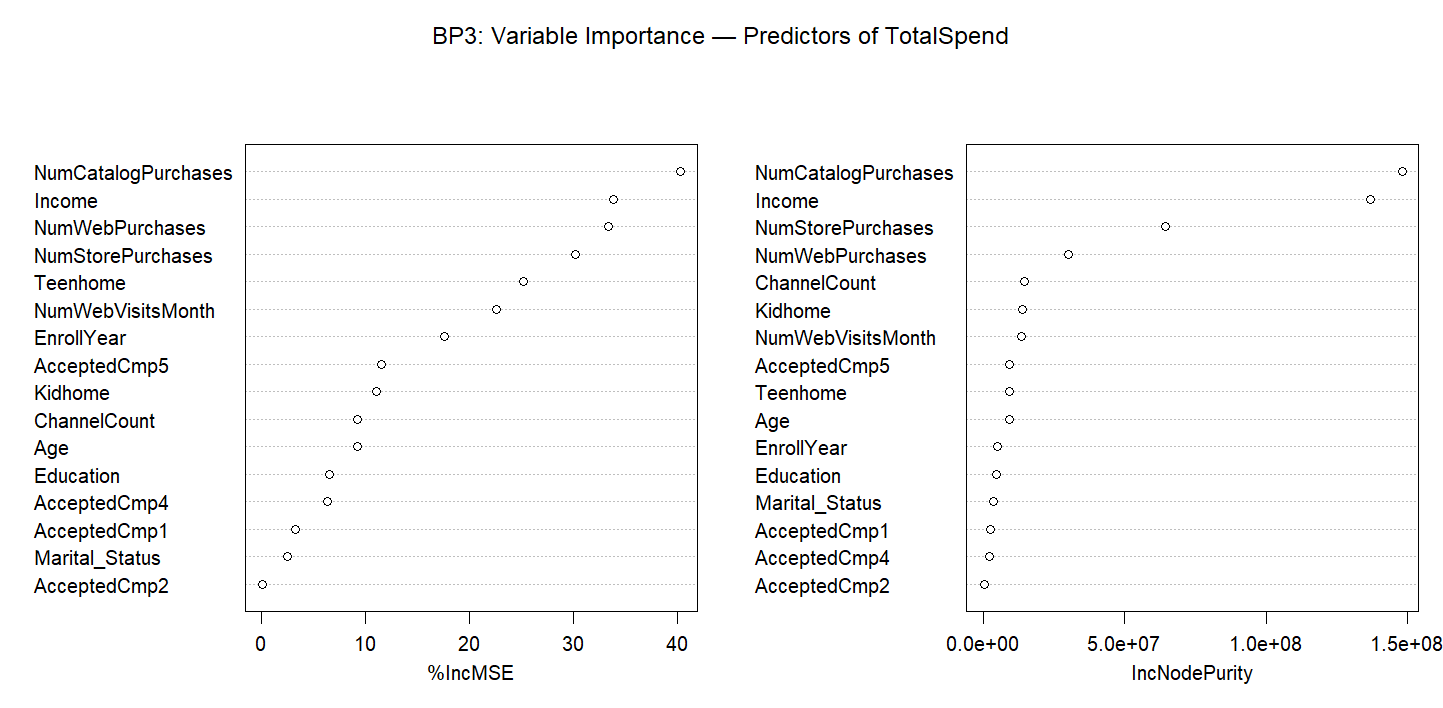 BP3: Variable Importance — Predictors of TotalSpend
NumCatalogPurchases
Income
NumWebPurchases
NumStorePurchases
Teenhome
NumWebVisitsMonth
EnrollYear
AcceptedCmp5
Kidhome
ChannelCount
Age
Education
AcceptedCmp4
AcceptedCmp1
Marital_Status
AcceptedCmp2
0 10 20 30 40
%IncMSE
NumCatalogPurchases
Income
NumStorePurchases
NumWebPurchases
ChannelCount
Kidhome
NumWebVisitsMonth
AcceptedCmp5
Teenhome
Age
EnrollYear
Education
Marital_Status
AcceptedCmp1
AcceptedCmp4
AcceptedCmp2
0.0e+00 5.0e+07 1.0e+08 1.5e+08
IncNodePurity